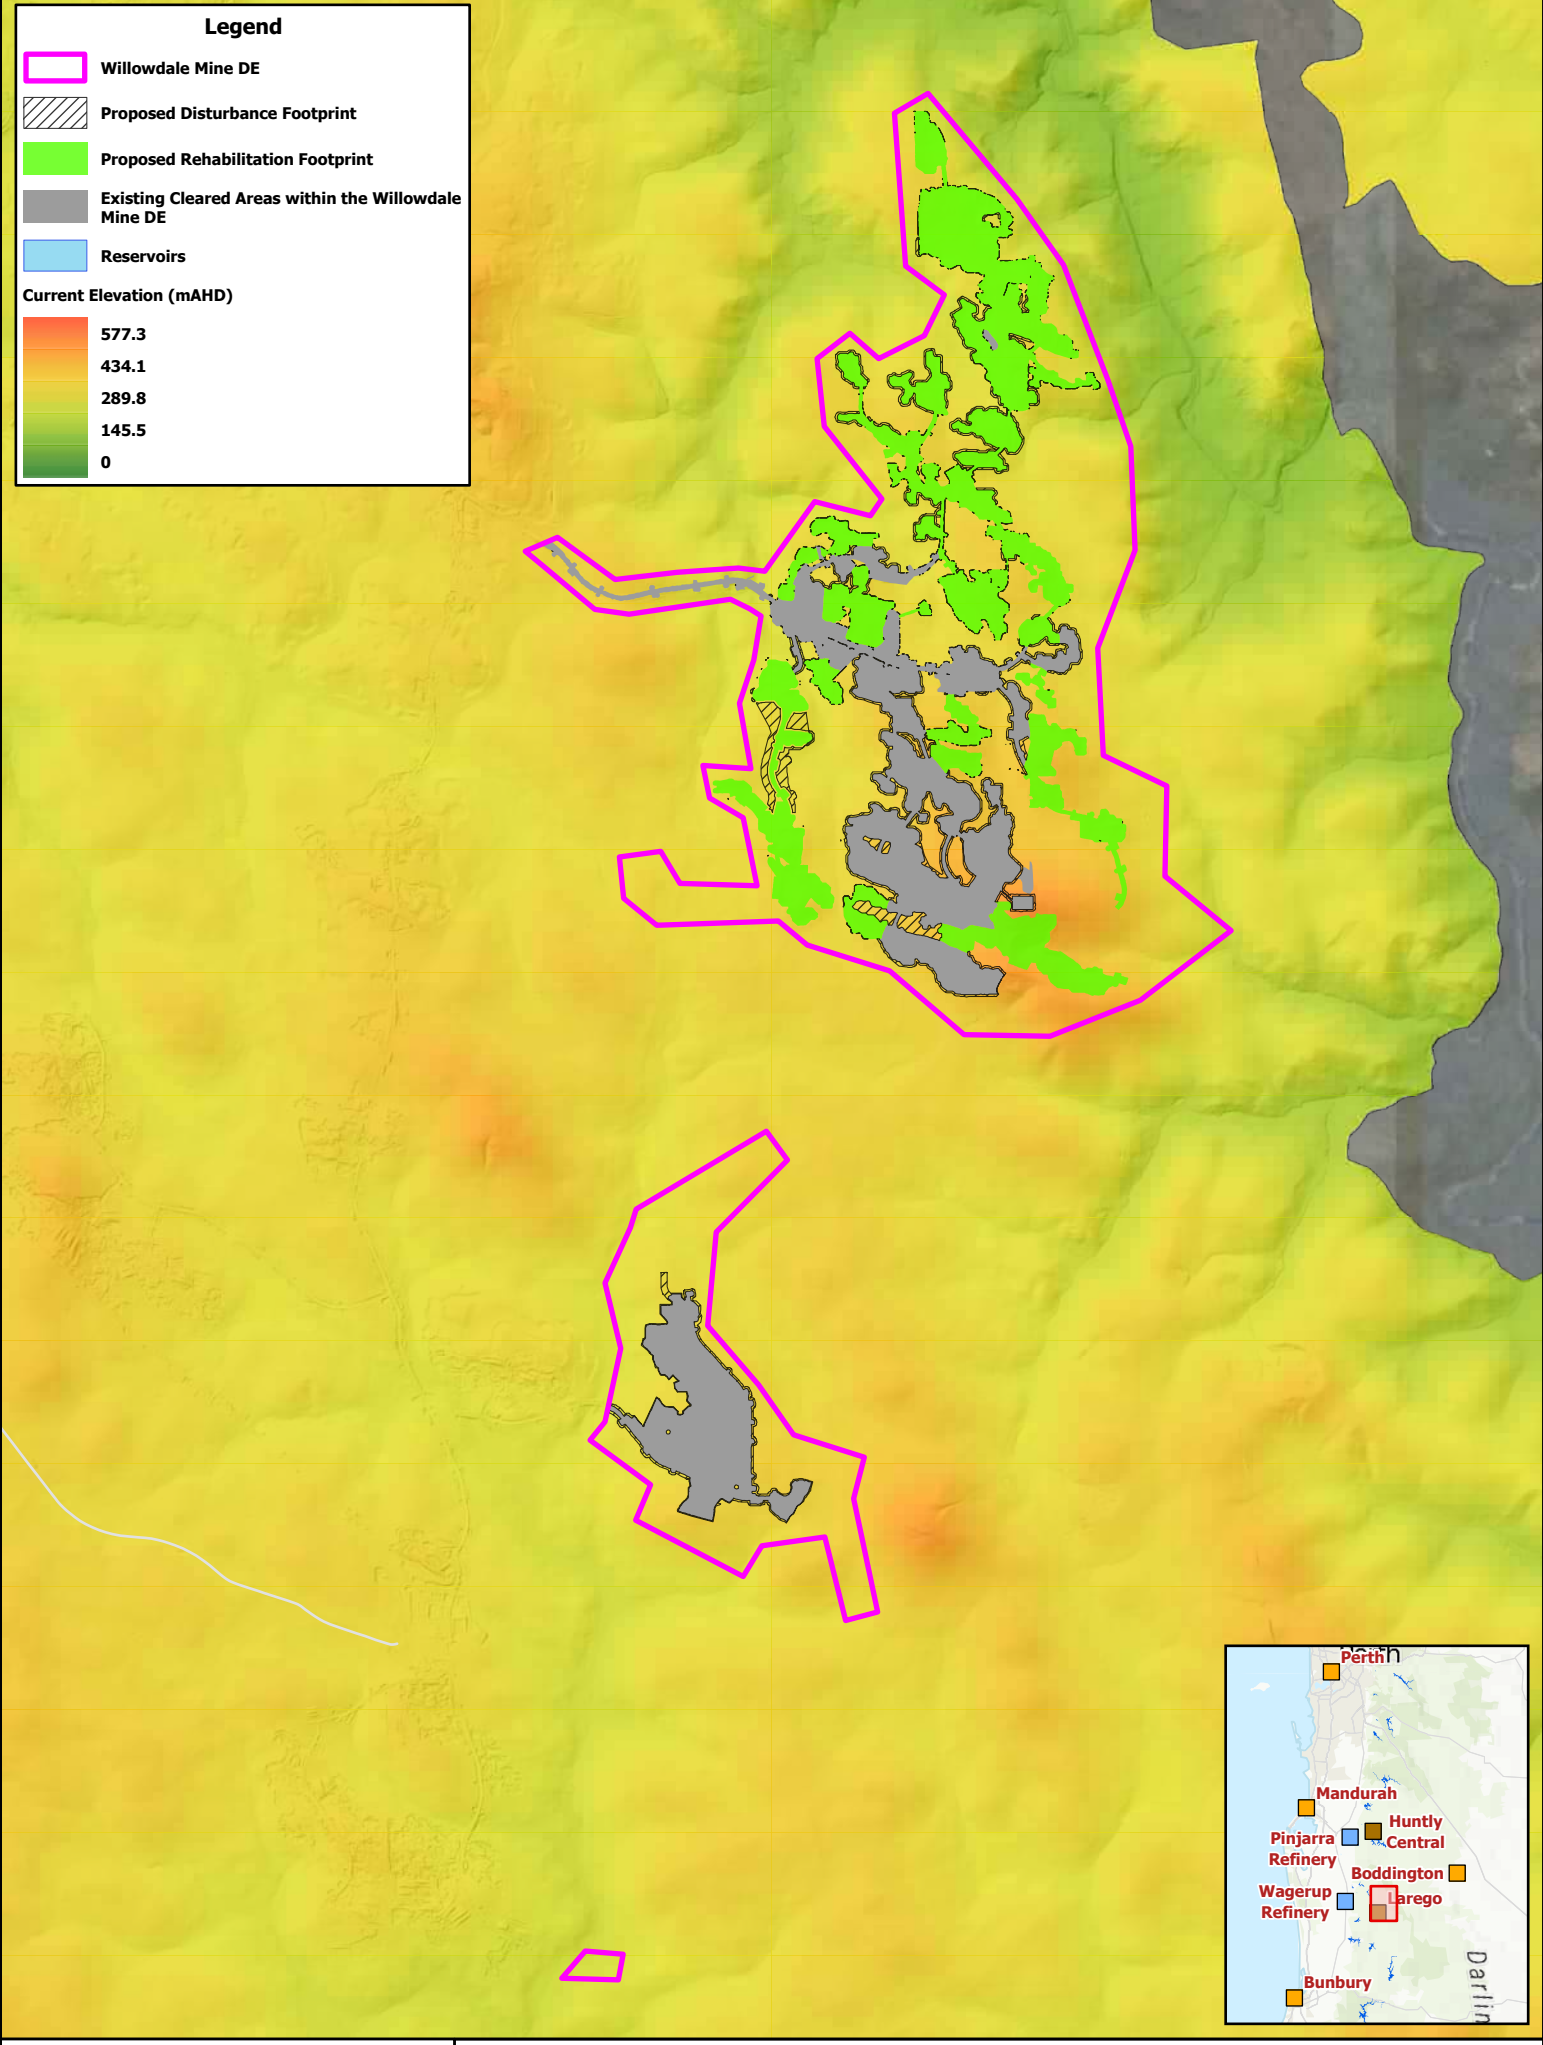 Legend
Willowdale Mine DE
Proposed Disturbance Footprint
Proposed Rehabilitation Footprint
Existing Cleared Areas within the Willowdale
Mine DE
Reservoirs
Current Elevation (mAHD)
577.3
434.1
289.8
145.5
0
Perth
Mandurah
Huntly
Central
Pinjarra
Refinery
Boddington
Wagerup
Refinery
Larego
Bunbury
Darlin